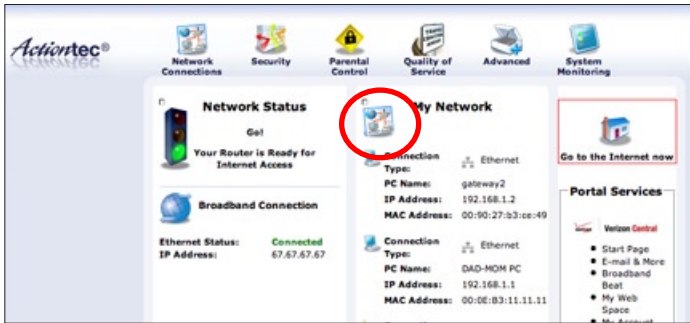 Actiontec®
Network Connections
Security
Parental Control
Quality of Service
Advanced
System Monitoring
Network Status
Go!
Your Router is Ready for
Internet Access
Broadband Connection
Ethernet Status: Connected
IP Address: 67.67.67.67
My Network
Connection Type: Ethernet
PC Name: gateway2
IP Address: 192.168.1.2
MAC Address: 00:90:27:b3:ce:49
Connection Type: Ethernet
PC Name: DAD-MOM PC
IP Address: 192.168.1.1
MAC Address: 00:0E:B3:11.11.11
Go to the Internet now
Portal Services
Verizon Central
Start Page
E-mail & More
Broadband
Beat
My Web
Space
My Account